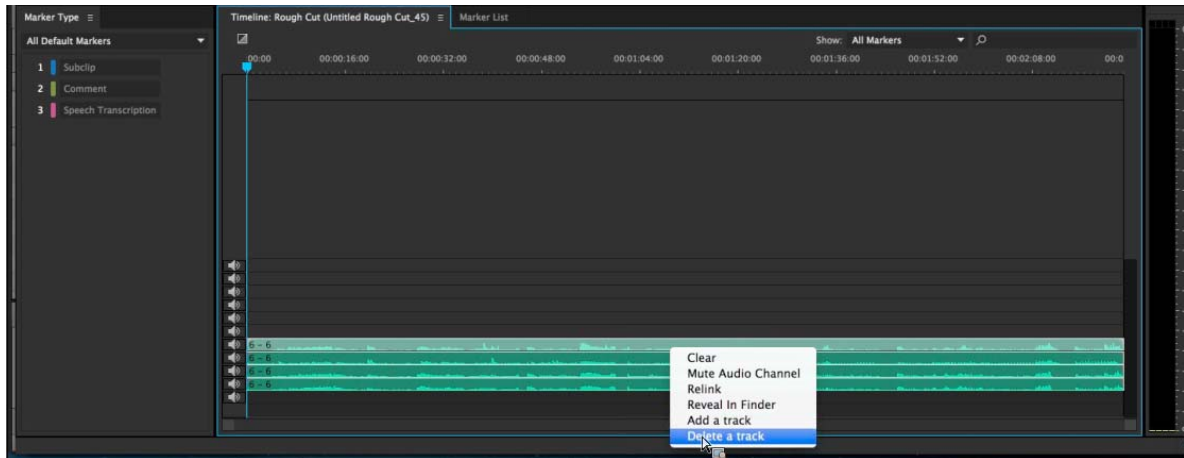 Marker Type
Timeline: Rough Cut (Untitled Rough Cut_45)
Marker List
All Default Markers
Show: All Markers
00:00 00:00:16:00 00:00:32:00 00:00:48:00 00:01:04:00 00:01:20:00 00:01:36:00 00:01:52:00 00:02:08:00 00:0
1 Subclip
2 Comment
3 Speech Transcription
6 - 6
6 - 6
6 - 6
6 - 6
Clear
Mute Audio Channel
Relink
Reveal In Finder
Add a track
Delete a track